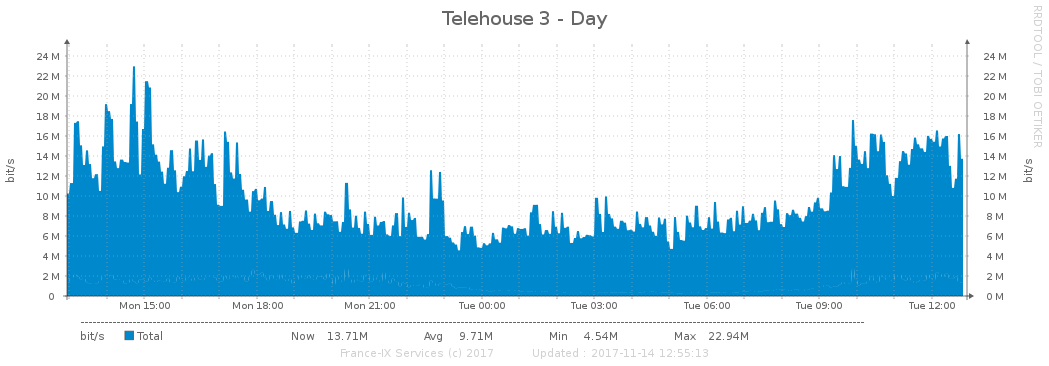 Telehouse 3 - Day
RRDTOOL / TOBI OETIKER
24 M 24 M
22 M 22 M
20 M 20 M
18 M 18 M
16 M 16 M
14 M 14 M
12 M 12 M
10 M 10 M
8 M 8 M
6 M 6 M
4 M 4 M
2 M 2 M
0 0 M
bit/s
bit/s
Mon 15:00 Mon 18:00 Mon 21:00 Tue 00:00 Tue 03:00 Tue 06:00 Tue 09:00 Tue 12:00
bit/s Total Now 13.71M Avg 9.71M Min 4.54M Max 22.94M
France-IX Services (c) 2017 Updated : 2017-11-14 12:55:13